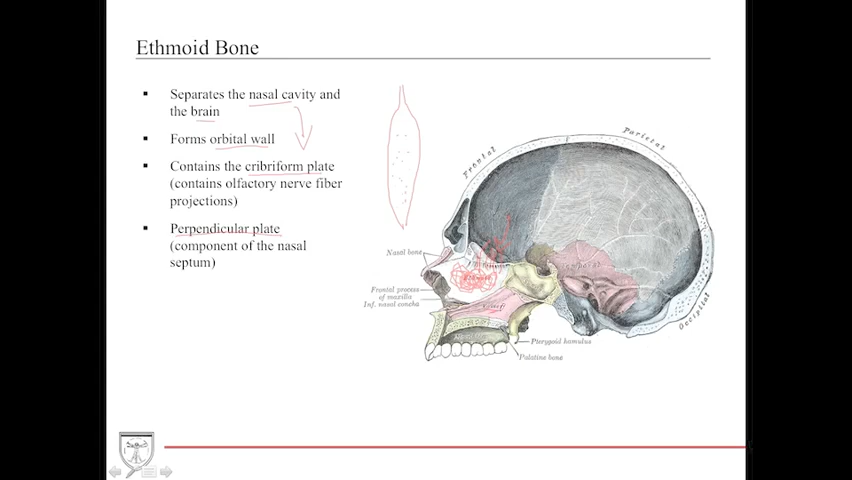 Ethmoid Bone
Separates the nasal cavity and
the brain
Forms orbital wall
Contains the cribriform plate
(contains olfactory nerve fiber
projections)
Perpendicular plate
(component of the nasal
septum)
Frontal
Parietal
Nasal bone
Frontal process
of maxilla
Inf. nasal concha
Temporal
Occipital
Pterygoid hamulus
Palatine bone